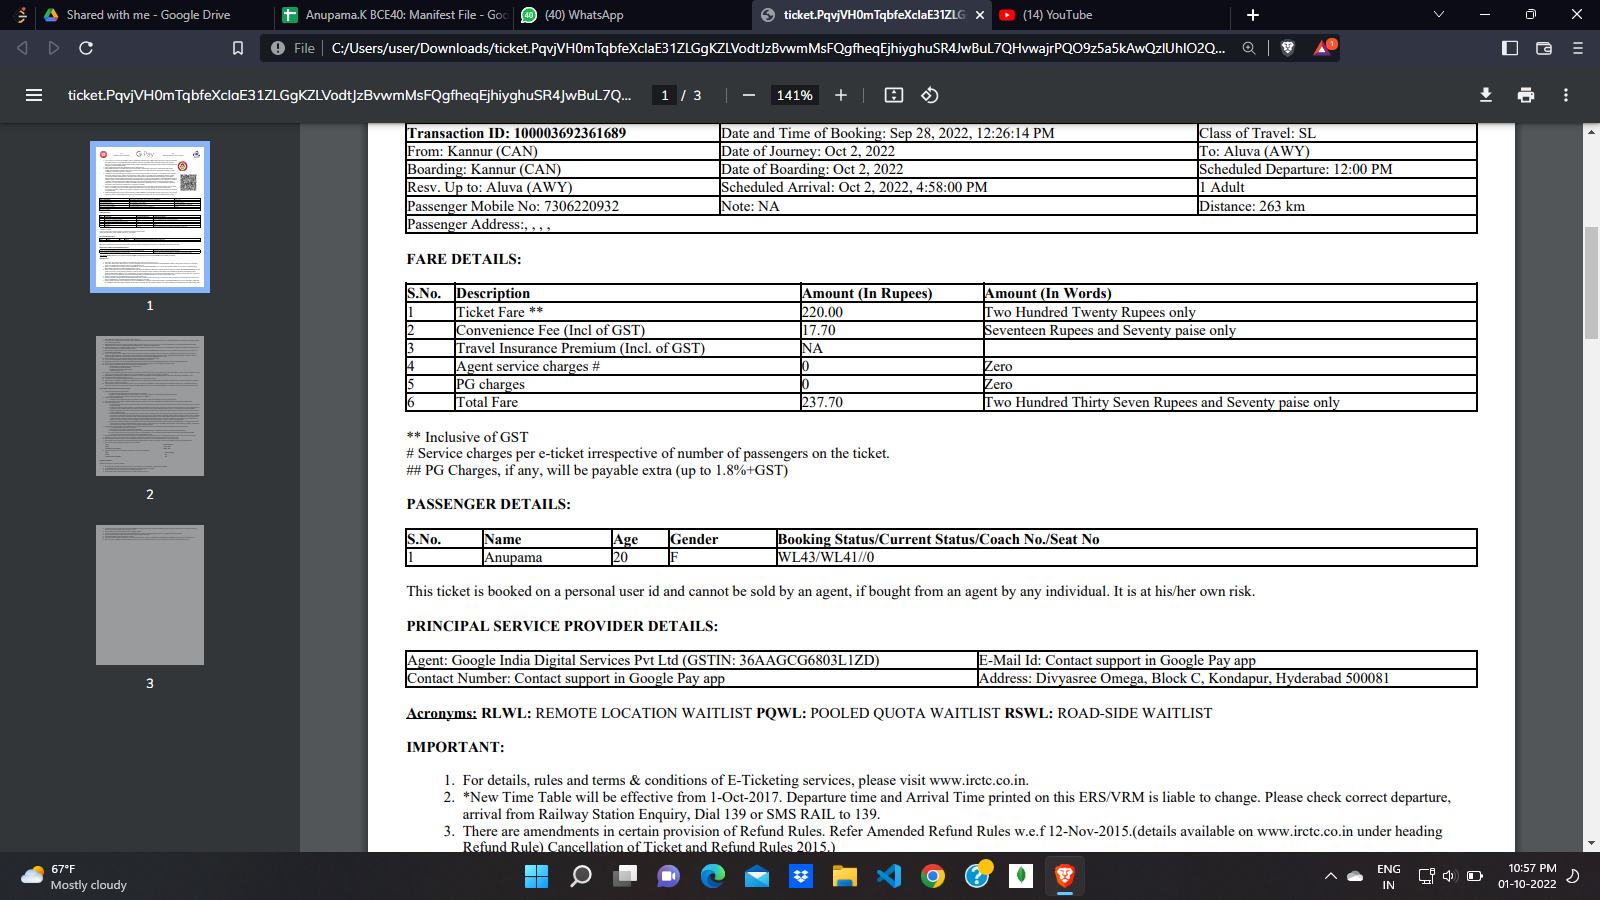 Shared with me - Google Drive
Anupama.K BCE40: Manifest File - Goo
(40) WhatsApp
ticket.PqvjVH0mTqbfeXclaE31ZLG
(14) YouTube
File C:/Users/user/Downloads/ticket.PqvjVH0mTqbfeXclaE31ZLGgKZLVodtJzBvwmMsFQgfheqEjhiyghuSR4JwBuL7QHvwajrPQO9z5a5kAwQzlUhIO2Q...
ticket.PqvjVH0mTqbfeXclaE31ZLGgKZLVodtJzBvwmMsFQgfheqEjhiyghuSR4JwBuL7Q...
1 / 3
141%
Transaction ID: 100003692361689 Date and Time of Booking: Sep 28, 2022, 12:26:14 PM Class of Travel: SL
From: Kannur (CAN) Date of Journey: Oct 2, 2022 To: Aluva (AWY)
Boarding: Kannur (CAN) Date of Boarding: Oct 2, 2022 Scheduled Departure: 12:00 PM
Resv. Up to: Aluva (AWY) Scheduled Arrival: Oct 2, 2022, 4:58:00 PM 1 Adult
Passenger Mobile No: 7306220932 Note: NA Distance: 263 km
Passenger Address:, , , ,
FARE DETAILS:
S.No. Description Amount (In Rupees) Amount (In Words)
1 Ticket Fare ** 220.00 Two Hundred Twenty Rupees only
2 Convenience Fee (Incl of GST) 17.70 Seventeen Rupees and Seventy paise only
3 Travel Insurance Premium (Incl. of GST) NA
4 Agent service charges # 0 Zero
5 PG charges 0 Zero
6 Total Fare 237.70 Two Hundred Thirty Seven Rupees and Seventy paise only
** Inclusive of GST
# Service charges per e-ticket irrespective of number of passengers on the ticket.
## PG Charges, if any, will be payable extra (up to 1.8%+GST)
PASSENGER DETAILS:
S.No. Name Age Gender Booking Status/Current Status/Coach No./Seat No
1 Anupama 20 F WL43/WL41//0
This ticket is booked on a personal user id and cannot be sold by an agent, if bought from an agent by any individual. It is at his/her own risk.
PRINCIPAL SERVICE PROVIDER DETAILS:
Agent: Google India Digital Services Pvt Ltd (GSTIN: 36AAGCG6803L1ZD) E-Mail Id: Contact support in Google Pay app
Contact Number: Contact support in Google Pay app Address: Divyasree Omega, Block C, Kondapur, Hyderabad 500081
Acronyms: RLWL: REMOTE LOCATION WAITLIST PQWL: POOLED QUOTA WAITLIST RSWL: ROAD-SIDE WAITLIST
IMPORTANT:
1. For details, rules and terms & conditions of E-Ticketing services, please visit www.irctc.co.in.
2. *New Time Table will be effective from 1-Oct-2017. Departure time and Arrival Time printed on this ERS/VRM is liable to change. Please check correct departure,
arrival from Railway Station Enquiry, Dial 139 or SMS RAIL to 139.
3. There are amendments in certain provision of Refund Rules. Refer Amended Refund Rules w.e.f 12-Nov-2015.(details available on www.irctc.co.in under heading
Refund Rule) Cancellation of Ticket and Refund Rules 2015.)
G Pay
1
2
3
67°F
Mostly cloudy
ENG
IN
10:57 PM
01-10-2022